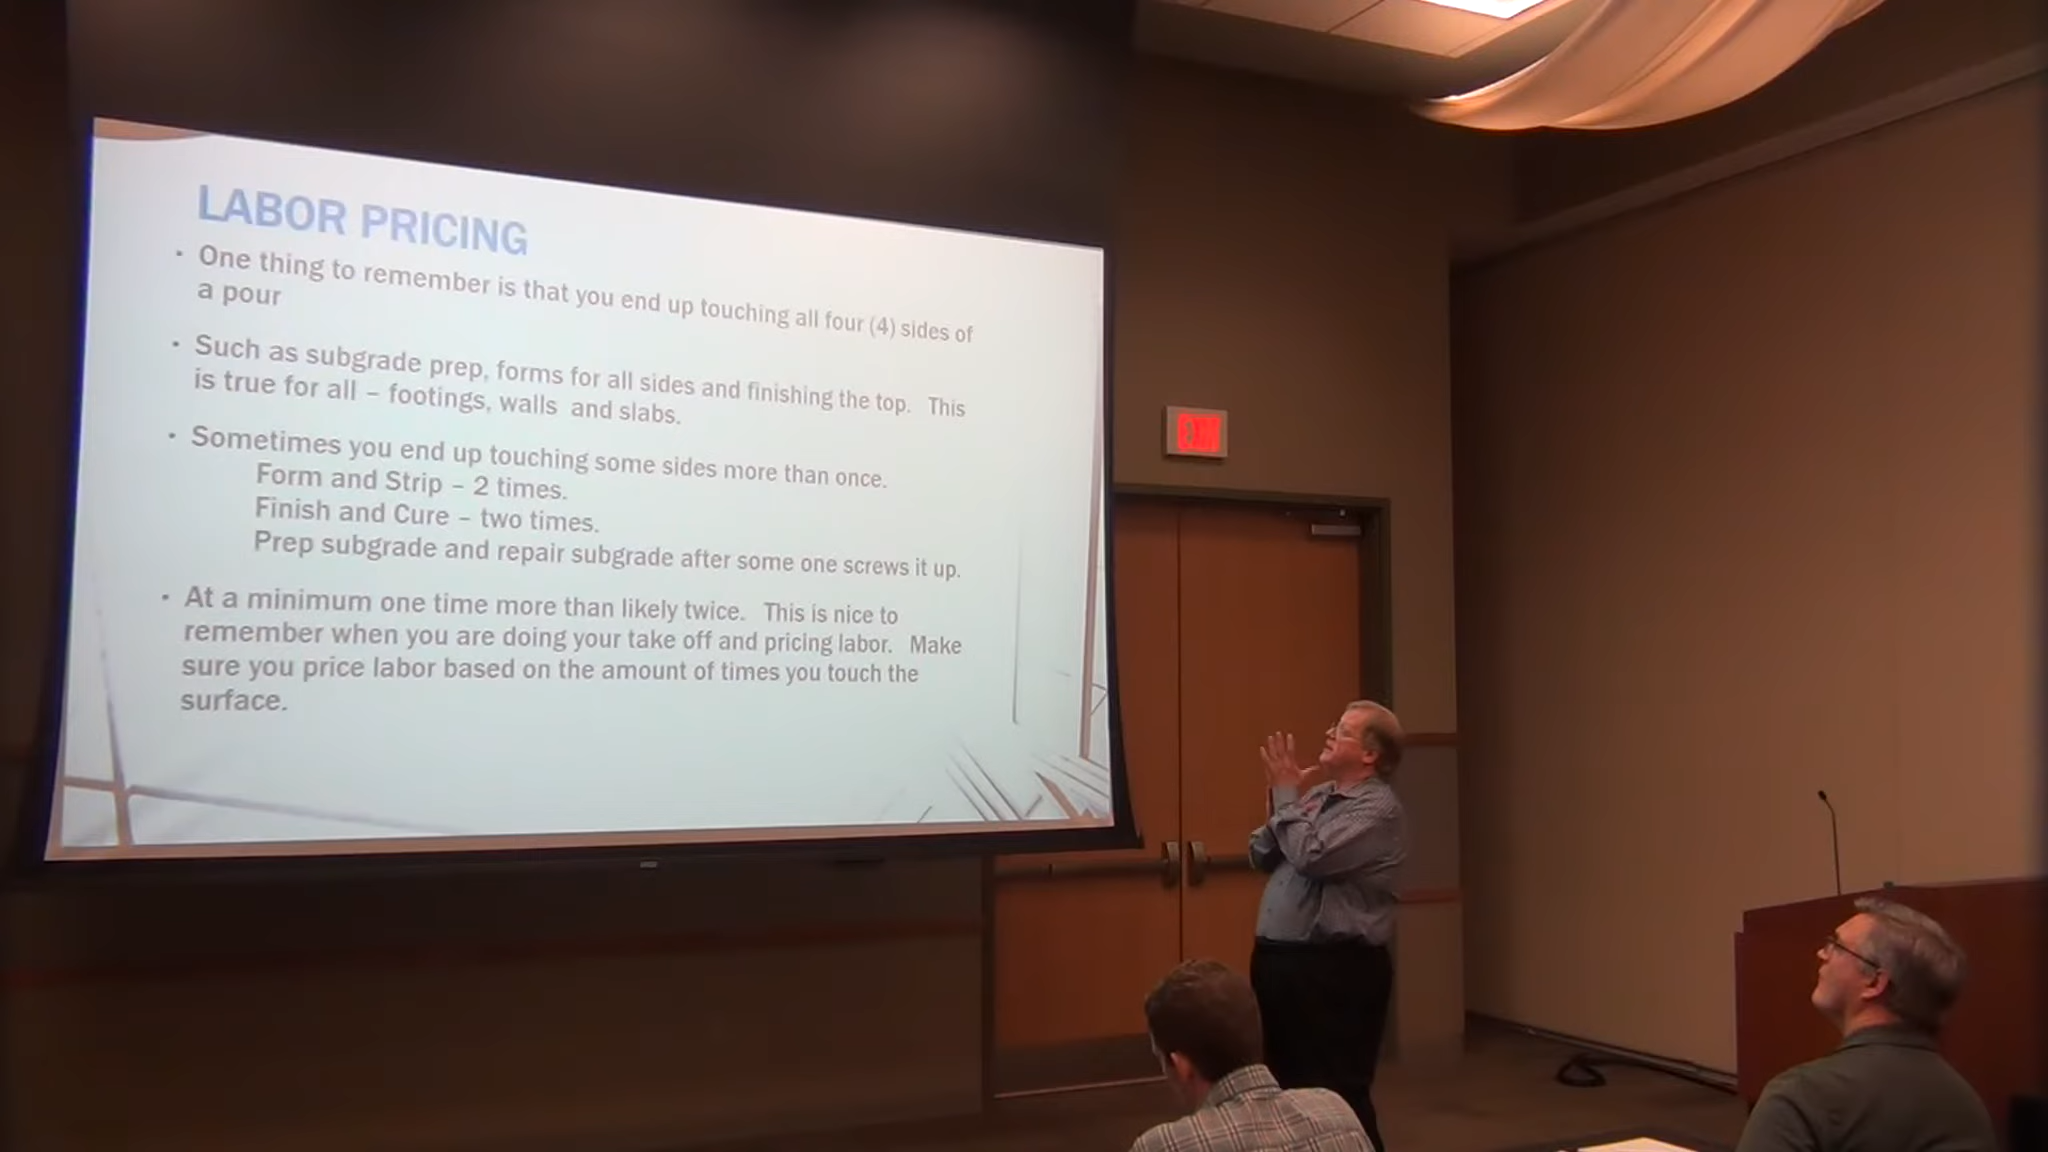 LABOR PRICING
• One thing to remember is that you end up touching all four (4) sides of
a pour
• Such as subgrade prep, forms for all sides and finishing the top. This
is true for all – footings, walls and slabs.
• Sometimes you end up touching some sides more than once.
Form and Strip – 2 times.
Finish and Cure – two times.
Prep subgrade and repair subgrade after some one screws it up.
• At a minimum one time more than likely twice. This is nice to
remember when you are doing your take off and pricing labor. Make
sure you price labor based on the amount of times you touch the
surface.